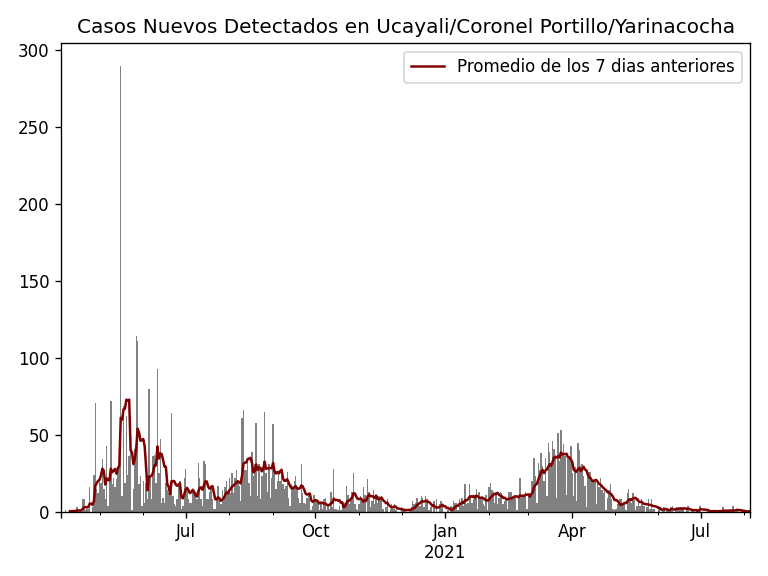 Casos Nuevos Detectados en Ucayali/Coronel Portillo/Yarinacocha
Promedio de los 7 dias anteriores
300
250
200
150
100
50
0
Jul Oct Jan Apr Jul
2021